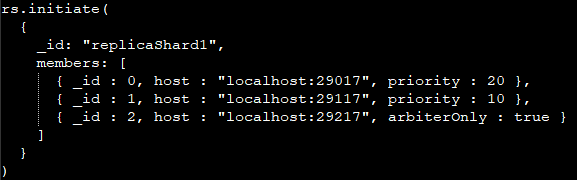 rs.initiate(
{
_id: "replicaShard1",
members: [
{ _id : 0, host : "localhost:29017", priority : 20 },
{ _id : 1, host : "localhost:29117", priority : 10 },
{ _id : 2, host : "localhost:29217", arbiterOnly : true }
]
}
)